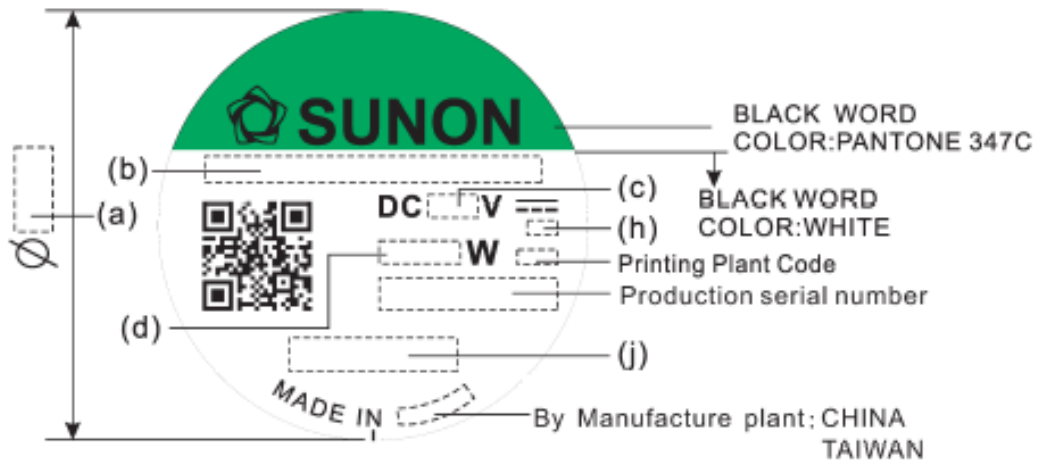 SUNON
BLACK WORD
COLOR:PANTONE 347C
(b)
(c)
DC V
BLACK WORD
COLOR:WHITE
(a)
(h)
Ø
W
Printing Plant Code
Production serial number
(d)
(j)
MADE IN
By Manufacture plant: CHINA
TAIWAN